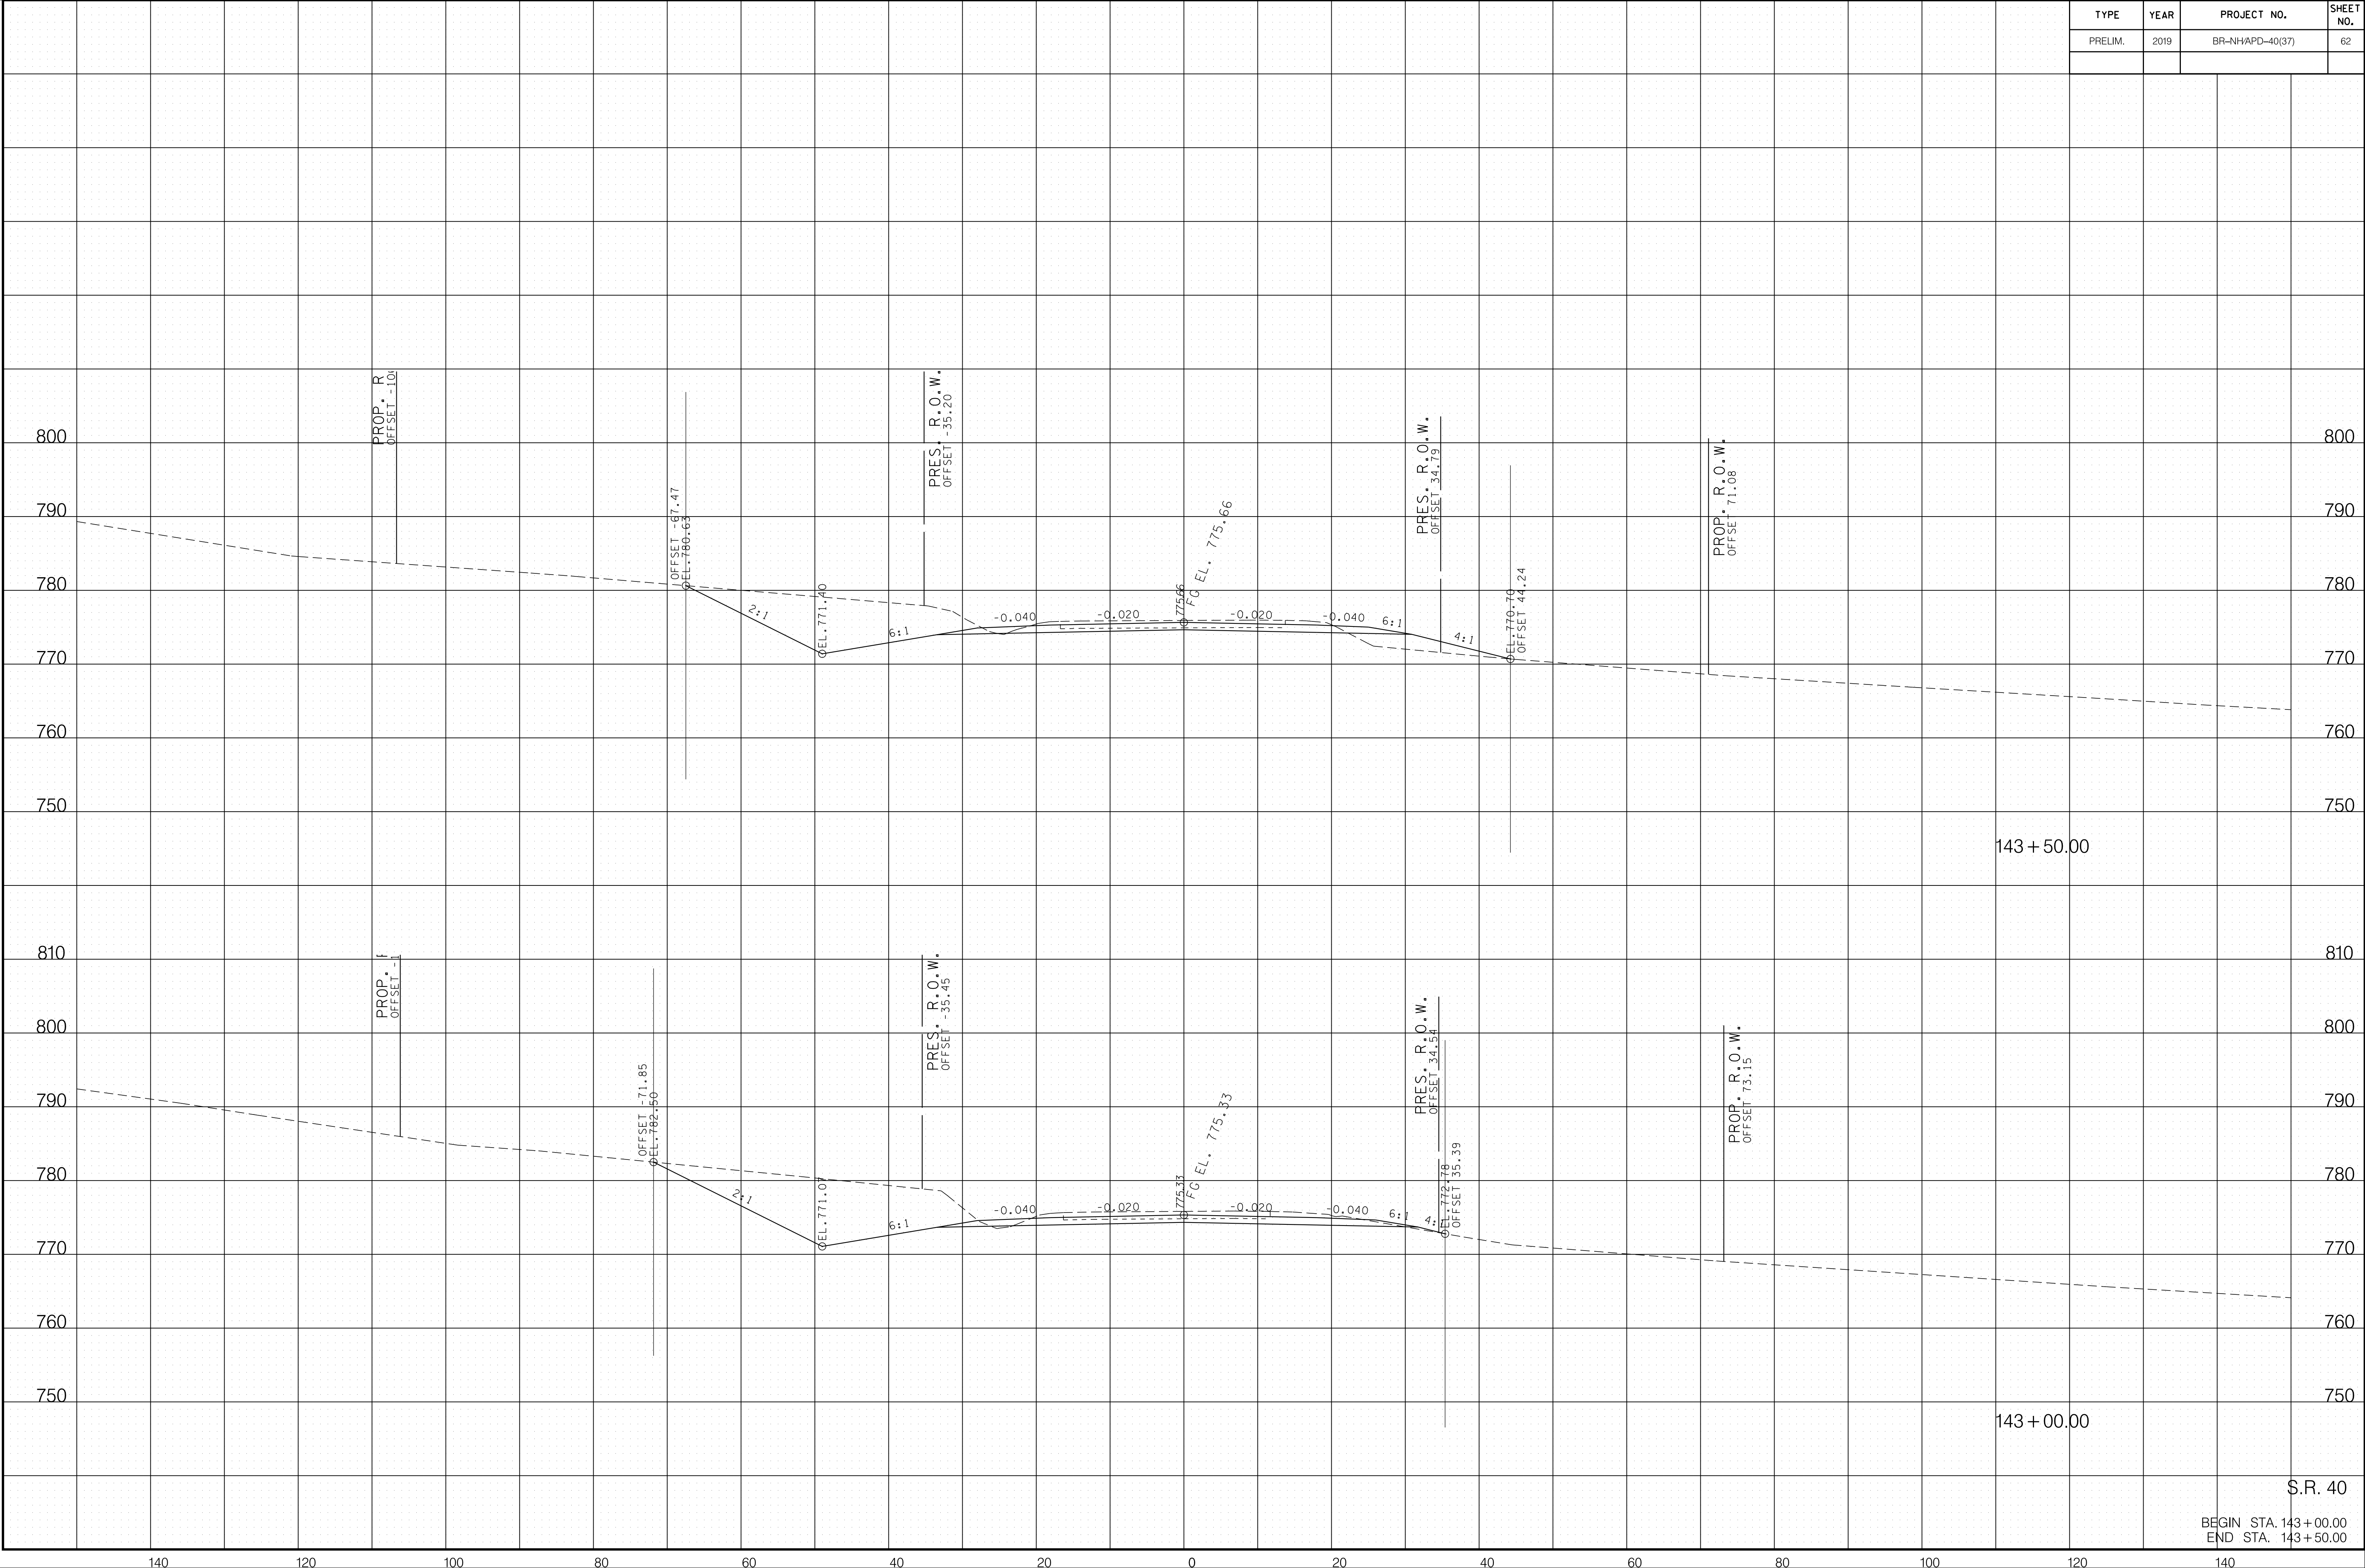 TYPE YEAR PROJECT NO. SHEET NO.
PRELIM. 2019 BR-NH/APD-40(37) 62
PROP. R
OFFSET -10
PRES. R.O.W.
OFFSET -35.20
PRES. R.O.W.
OFFSET 34.79
PROP. R.O.W.
OFFSET 71.08
OFFSET -67.47
EL.780.63
EL.771.40
775.66
FG EL. 775.66
EL.770.70
OFFSET 44.24
2:1
6:1
-0.040
-0.020
-0.020
-0.040
6:1
4:1
800 800
790 790
780 780
770 770
760 760
750 750
143+50.00
PROP.
OFFSET -1
PRES. R.O.W.
OFFSET -35.45
PRES. R.O.W.
OFFSET 34.54
PROP. R.O.W.
OFFSET 73.15
OFFSET -71.85
EL.782.50
EL.771.07
775.33
FG EL. 775.33
EL.772.78
OFFSET 35.39
2:1
6:1
-0.040
-0.020
-0.020
-0.040
6:1
4:1
810 810
800 800
790 790
780 780
770 770
760 760
750 750
143+00.00
S.R. 40
BEGIN STA. 143+00.00
END STA. 143+50.00
140 120 100 80 60 40 20 0 20 40 60 80 100 120 140